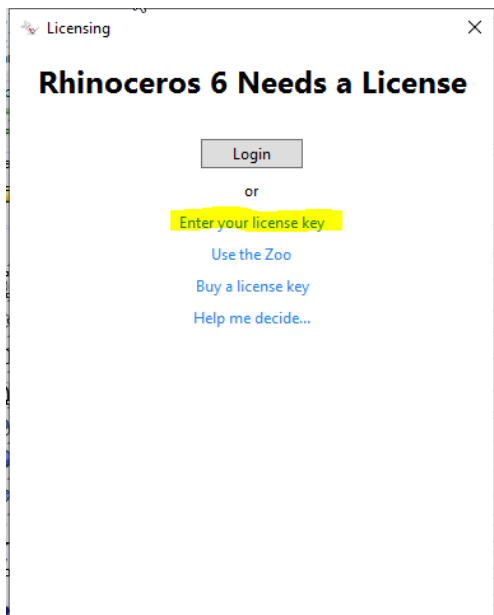 Licensing
Rhinoceros 6 Needs a License
Login
or
Enter your license key
Use the Zoo
Buy a license key
Help me decide...